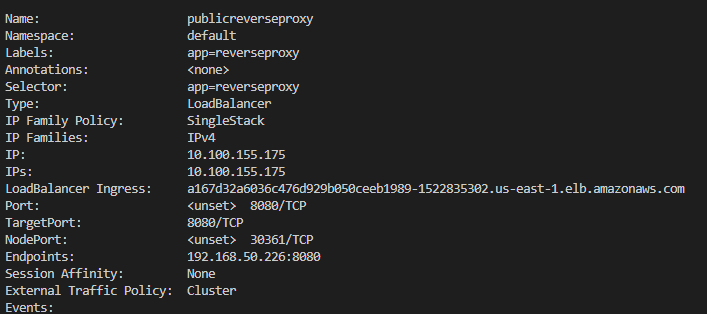 Name: publicreverseproxy
Namespace: default
Labels: app=reverseproxy
Annotations: <none>
Selector: app=reverseproxy
Type: LoadBalancer
IP Family Policy: SingleStack
IP Families: IPv4
IP: 10.100.155.175
IPs: 10.100.155.175
LoadBalancer Ingress: a167d32a6036c476d929b050ceeb1989-1522835302.us-east-1.elb.amazonaws.com
Port: <unset> 8080/TCP
TargetPort: 8080/TCP
NodePort: <unset> 30361/TCP
Endpoints: 192.168.50.226:8080
Session Affinity: None
External Traffic Policy: Cluster
Events: